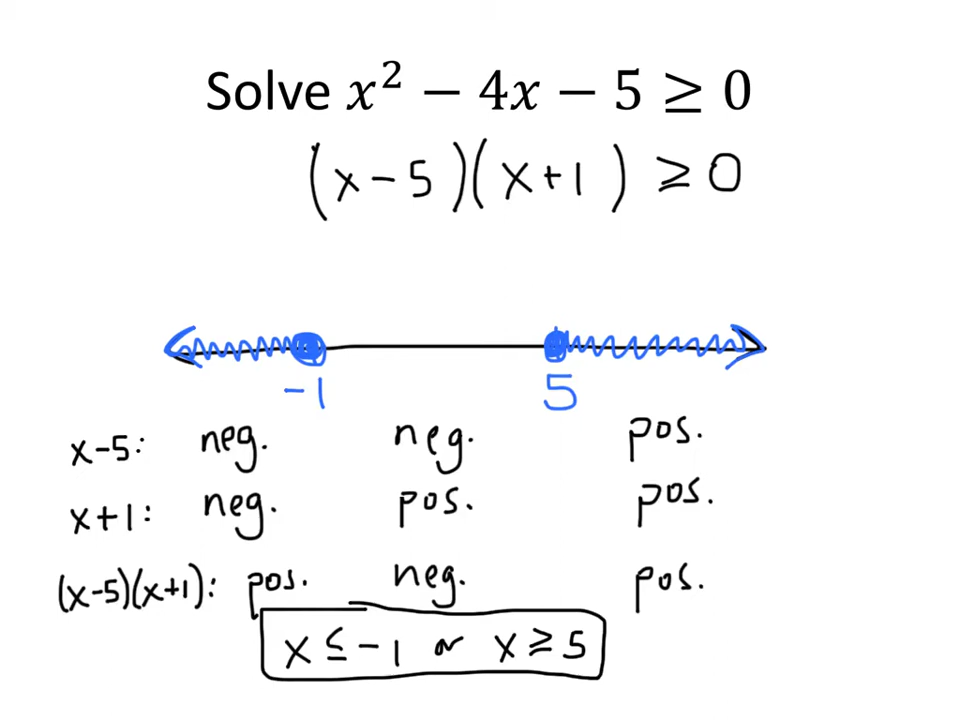 Solve x² − 4x − 5 ≥ 0
(x−5)(x+1) ≥ 0
−1 5
x−5: neg. neg. pos.
x+1: neg. pos. pos.
(x−5)(x+1): pos. neg. pos.
x ≤ −1 or x ≥ 5